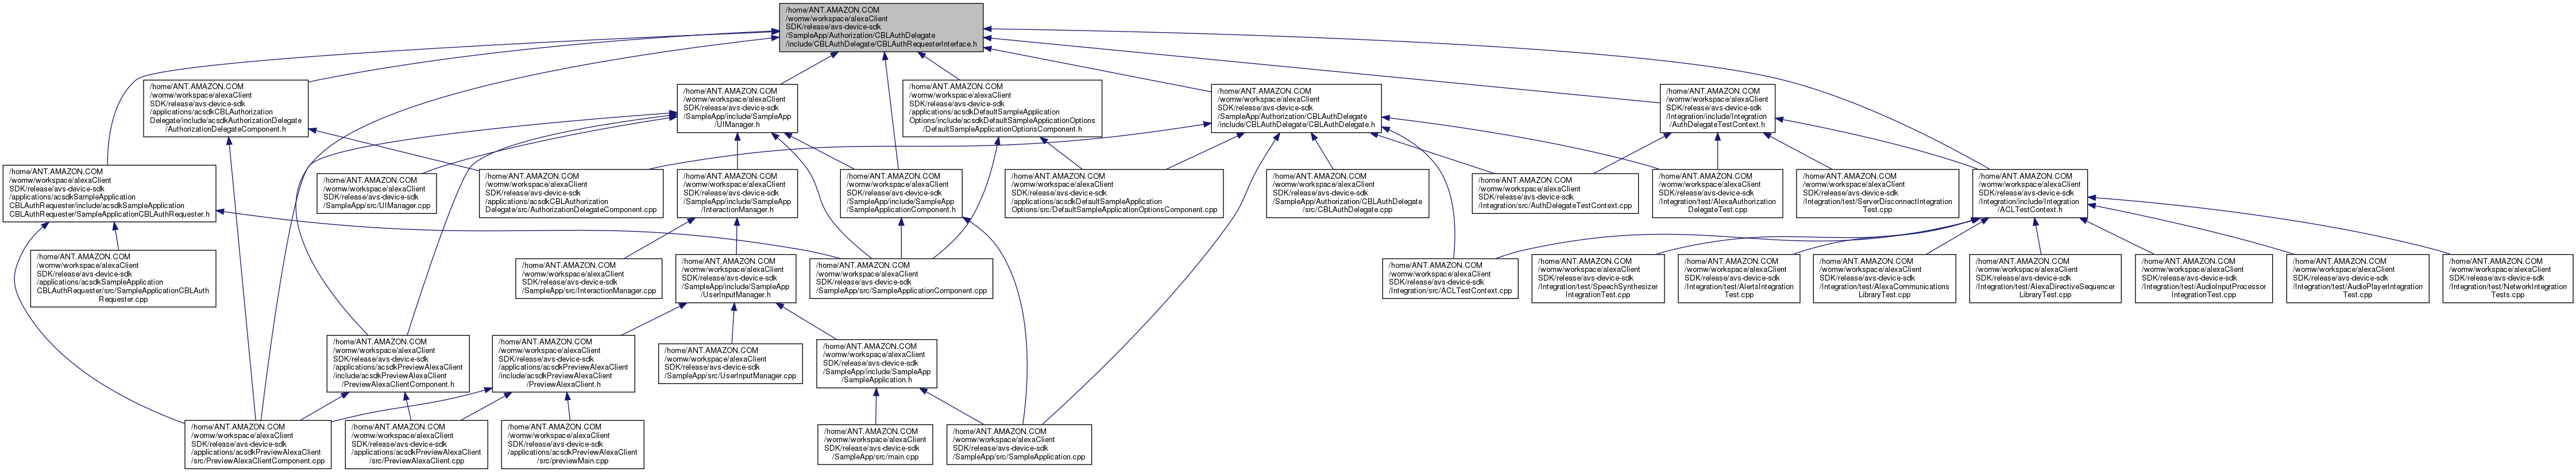 /home/ANT.AMAZON.COM
/womw/workspace/alexaClient
SDK/release/avs-device-sdk
/SampleApp/Authorization/CBLAuthDelegate
/include/CBLAuthDelegate/CBLAuthRequesterInterface.h
/home/ANT.AMAZON.COM
/womw/workspace/alexaClient
SDK/release/avs-device-sdk
/applications/acsdkCBLAuthorization
Delegate/include/acsdkAuthorizationDelegate
/AuthorizationDelegateComponent.h
/home/ANT.AMAZON.COM
/womw/workspace/alexaClient
SDK/release/avs-device-sdk
/SampleApp/include/SampleApp
/UIManager.h
/home/ANT.AMAZON.COM
/womw/workspace/alexaClient
SDK/release/avs-device-sdk
/applications/acsdkDefaultSampleApplication
Options/include/acsdkDefaultSampleApplicationOptions
/DefaultSampleApplicationOptionsComponent.h
/home/ANT.AMAZON.COM
/womw/workspace/alexaClient
SDK/release/avs-device-sdk
/SampleApp/Authorization/CBLAuthDelegate
/include/CBLAuthDelegate/CBLAuthDelegate.h
/home/ANT.AMAZON.COM
/womw/workspace/alexaClient
SDK/release/avs-device-sdk
/Integration/include/Integration
/AuthDelegateTestContext.h
/home/ANT.AMAZON.COM
/womw/workspace/alexaClient
SDK/release/avs-device-sdk
/applications/acsdkSampleApplication
CBLAuthRequester/include/acsdkSampleApplication
CBLAuthRequester/SampleApplicationCBLAuthRequester.h
/home/ANT.AMAZON.COM
/womw/workspace/alexaClient
SDK/release/avs-device-sdk
/SampleApp/src/UIManager.cpp
/home/ANT.AMAZON.COM
/womw/workspace/alexaClient
SDK/release/avs-device-sdk
/applications/acsdkCBLAuthorization
Delegate/src/AuthorizationDelegateComponent.cpp
/home/ANT.AMAZON.COM
/womw/workspace/alexaClient
SDK/release/avs-device-sdk
/SampleApp/include/SampleApp
/InteractionManager.h
/home/ANT.AMAZON.COM
/womw/workspace/alexaClient
SDK/release/avs-device-sdk
/SampleApp/include/SampleApp
/SampleApplicationComponent.h
/home/ANT.AMAZON.COM
/womw/workspace/alexaClient
SDK/release/avs-device-sdk
/applications/acsdkDefaultSampleApplication
Options/src/DefaultSampleApplicationOptionsComponent.cpp
/home/ANT.AMAZON.COM
/womw/workspace/alexaClient
SDK/release/avs-device-sdk
/SampleApp/Authorization/CBLAuthDelegate
/src/CBLAuthDelegate.cpp
/home/ANT.AMAZON.COM
/womw/workspace/alexaClient
SDK/release/avs-device-sdk
/Integration/src/AuthDelegateTestContext.cpp
/home/ANT.AMAZON.COM
/womw/workspace/alexaClient
SDK/release/avs-device-sdk
/Integration/test/AlexaAuthorization
DelegateTest.cpp
/home/ANT.AMAZON.COM
/womw/workspace/alexaClient
SDK/release/avs-device-sdk
/Integration/test/ServerDisconnectIntegration
Test.cpp
/home/ANT.AMAZON.COM
/womw/workspace/alexaClient
SDK/release/avs-device-sdk
/Integration/include/Integration
/ACLTestContext.h
/home/ANT.AMAZON.COM
/womw/workspace/alexaClient
SDK/release/avs-device-sdk
/applications/acsdkSampleApplication
CBLAuthRequester/src/SampleApplicationCBLAuth
Requester.cpp
/home/ANT.AMAZON.COM
/womw/workspace/alexaClient
SDK/release/avs-device-sdk
/SampleApp/src/InteractionManager.cpp
/home/ANT.AMAZON.COM
/womw/workspace/alexaClient
SDK/release/avs-device-sdk
/SampleApp/include/SampleApp
/UserInputManager.h
/home/ANT.AMAZON.COM
/womw/workspace/alexaClient
SDK/release/avs-device-sdk
/SampleApp/src/SampleApplicationComponent.cpp
/home/ANT.AMAZON.COM
/womw/workspace/alexaClient
SDK/release/avs-device-sdk
/Integration/src/ACLTestContext.cpp
/home/ANT.AMAZON.COM
/womw/workspace/alexaClient
SDK/release/avs-device-sdk
/Integration/test/SpeechSynthesizer
IntegrationTest.cpp
/home/ANT.AMAZON.COM
/womw/workspace/alexaClient
SDK/release/avs-device-sdk
/Integration/test/AlertsIntegration
Test.cpp
/home/ANT.AMAZON.COM
/womw/workspace/alexaClient
SDK/release/avs-device-sdk
/Integration/test/AlexaCommunications
LibraryTest.cpp
/home/ANT.AMAZON.COM
/womw/workspace/alexaClient
SDK/release/avs-device-sdk
/Integration/test/AlexaDirectiveSequencer
LibraryTest.cpp
/home/ANT.AMAZON.COM
/womw/workspace/alexaClient
SDK/release/avs-device-sdk
/Integration/test/AudioInputProcessor
IntegrationTest.cpp
/home/ANT.AMAZON.COM
/womw/workspace/alexaClient
SDK/release/avs-device-sdk
/Integration/test/AudioPlayerIntegration
Test.cpp
/home/ANT.AMAZON.COM
/womw/workspace/alexaClient
SDK/release/avs-device-sdk
/Integration/test/NetworkIntegration
Tests.cpp
/home/ANT.AMAZON.COM
/womw/workspace/alexaClient
SDK/release/avs-device-sdk
/applications/acsdkPreviewAlexaClient
/include/acsdkPreviewAlexaClient
/PreviewAlexaClientComponent.h
/home/ANT.AMAZON.COM
/womw/workspace/alexaClient
SDK/release/avs-device-sdk
/applications/acsdkPreviewAlexaClient
/include/acsdkPreviewAlexaClient
/PreviewAlexaClient.h
/home/ANT.AMAZON.COM
/womw/workspace/alexaClient
SDK/release/avs-device-sdk
/SampleApp/src/UserInputManager.cpp
/home/ANT.AMAZON.COM
/womw/workspace/alexaClient
SDK/release/avs-device-sdk
/SampleApp/include/SampleApp
/SampleApplication.h
/home/ANT.AMAZON.COM
/womw/workspace/alexaClient
SDK/release/avs-device-sdk
/applications/acsdkPreviewAlexaClient
/src/PreviewAlexaClientComponent.cpp
/home/ANT.AMAZON.COM
/womw/workspace/alexaClient
SDK/release/avs-device-sdk
/applications/acsdkPreviewAlexaClient
/src/PreviewAlexaClient.cpp
/home/ANT.AMAZON.COM
/womw/workspace/alexaClient
SDK/release/avs-device-sdk
/applications/acsdkPreviewAlexaClient
/src/previewMain.cpp
/home/ANT.AMAZON.COM
/womw/workspace/alexaClient
SDK/release/avs-device-sdk
/SampleApp/src/main.cpp
/home/ANT.AMAZON.COM
/womw/workspace/alexaClient
SDK/release/avs-device-sdk
/SampleApp/src/SampleApplication.cpp